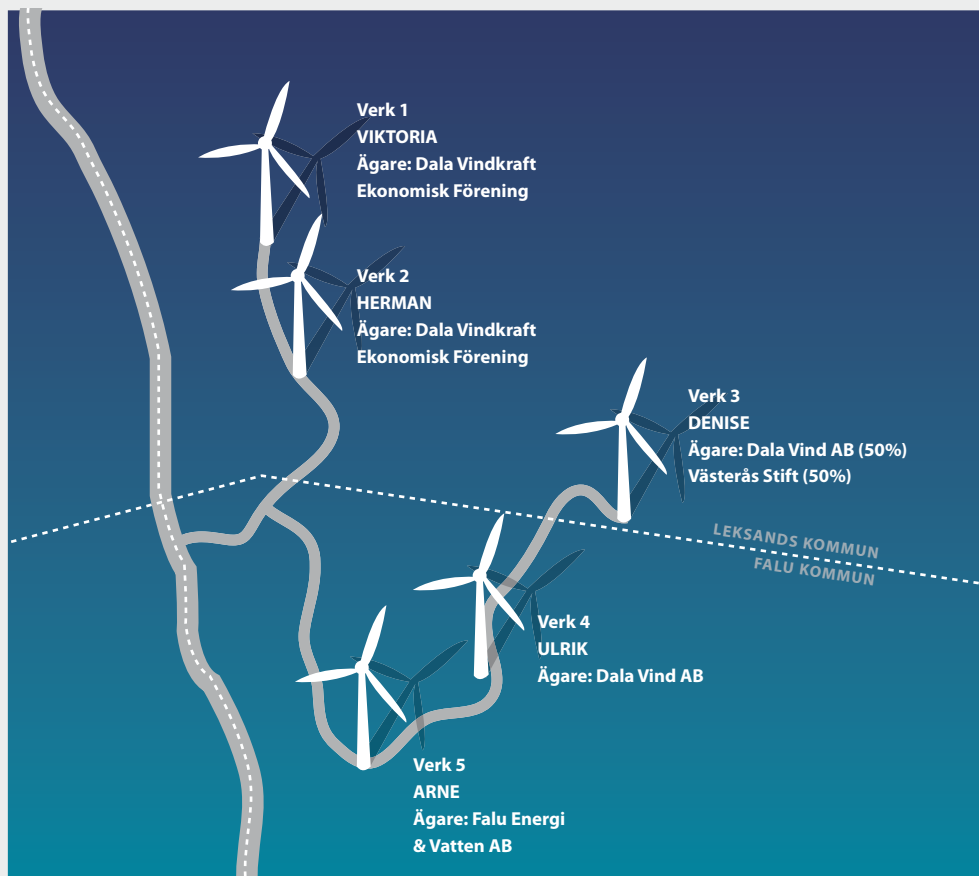 Verk 1
VIKTORIA
Ägare: Dala Vindkraft
Ekonomisk Förening
Verk 2
HERMAN
Ägare: Dala Vindkraft
Ekonomisk Förening
Verk 3
DENISE
Ägare: Dala Vind AB (50%)
Västerås Stift (50%)
LEKSANDS KOMMUN
FALU KOMMUN
Verk 4
ULRIK
Ägare: Dala Vind AB
Verk 5
ARNE
Ägare: Falu Energi
& Vatten AB